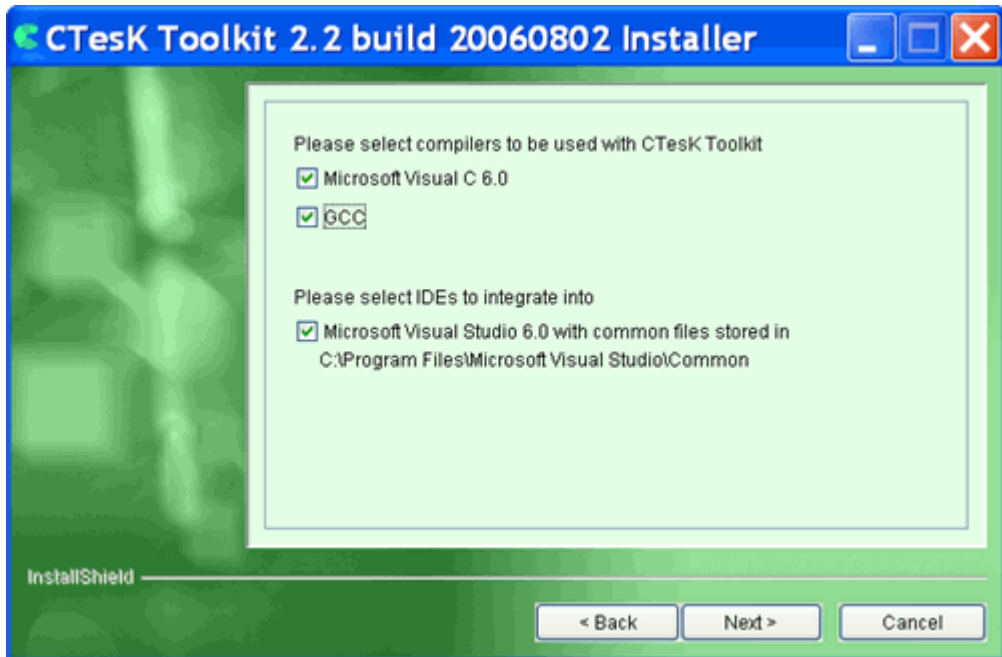 CTesK Toolkit 2.2 build 20060802 Installer
Please select compilers to be used with CTesK Toolkit
Microsoft Visual C 6.0
GCC
Please select IDEs to integrate into
Microsoft Visual Studio 6.0 with common files stored in
C:\Program Files\Microsoft Visual Studio\Common
InstallShield
< Back
Next >
Cancel